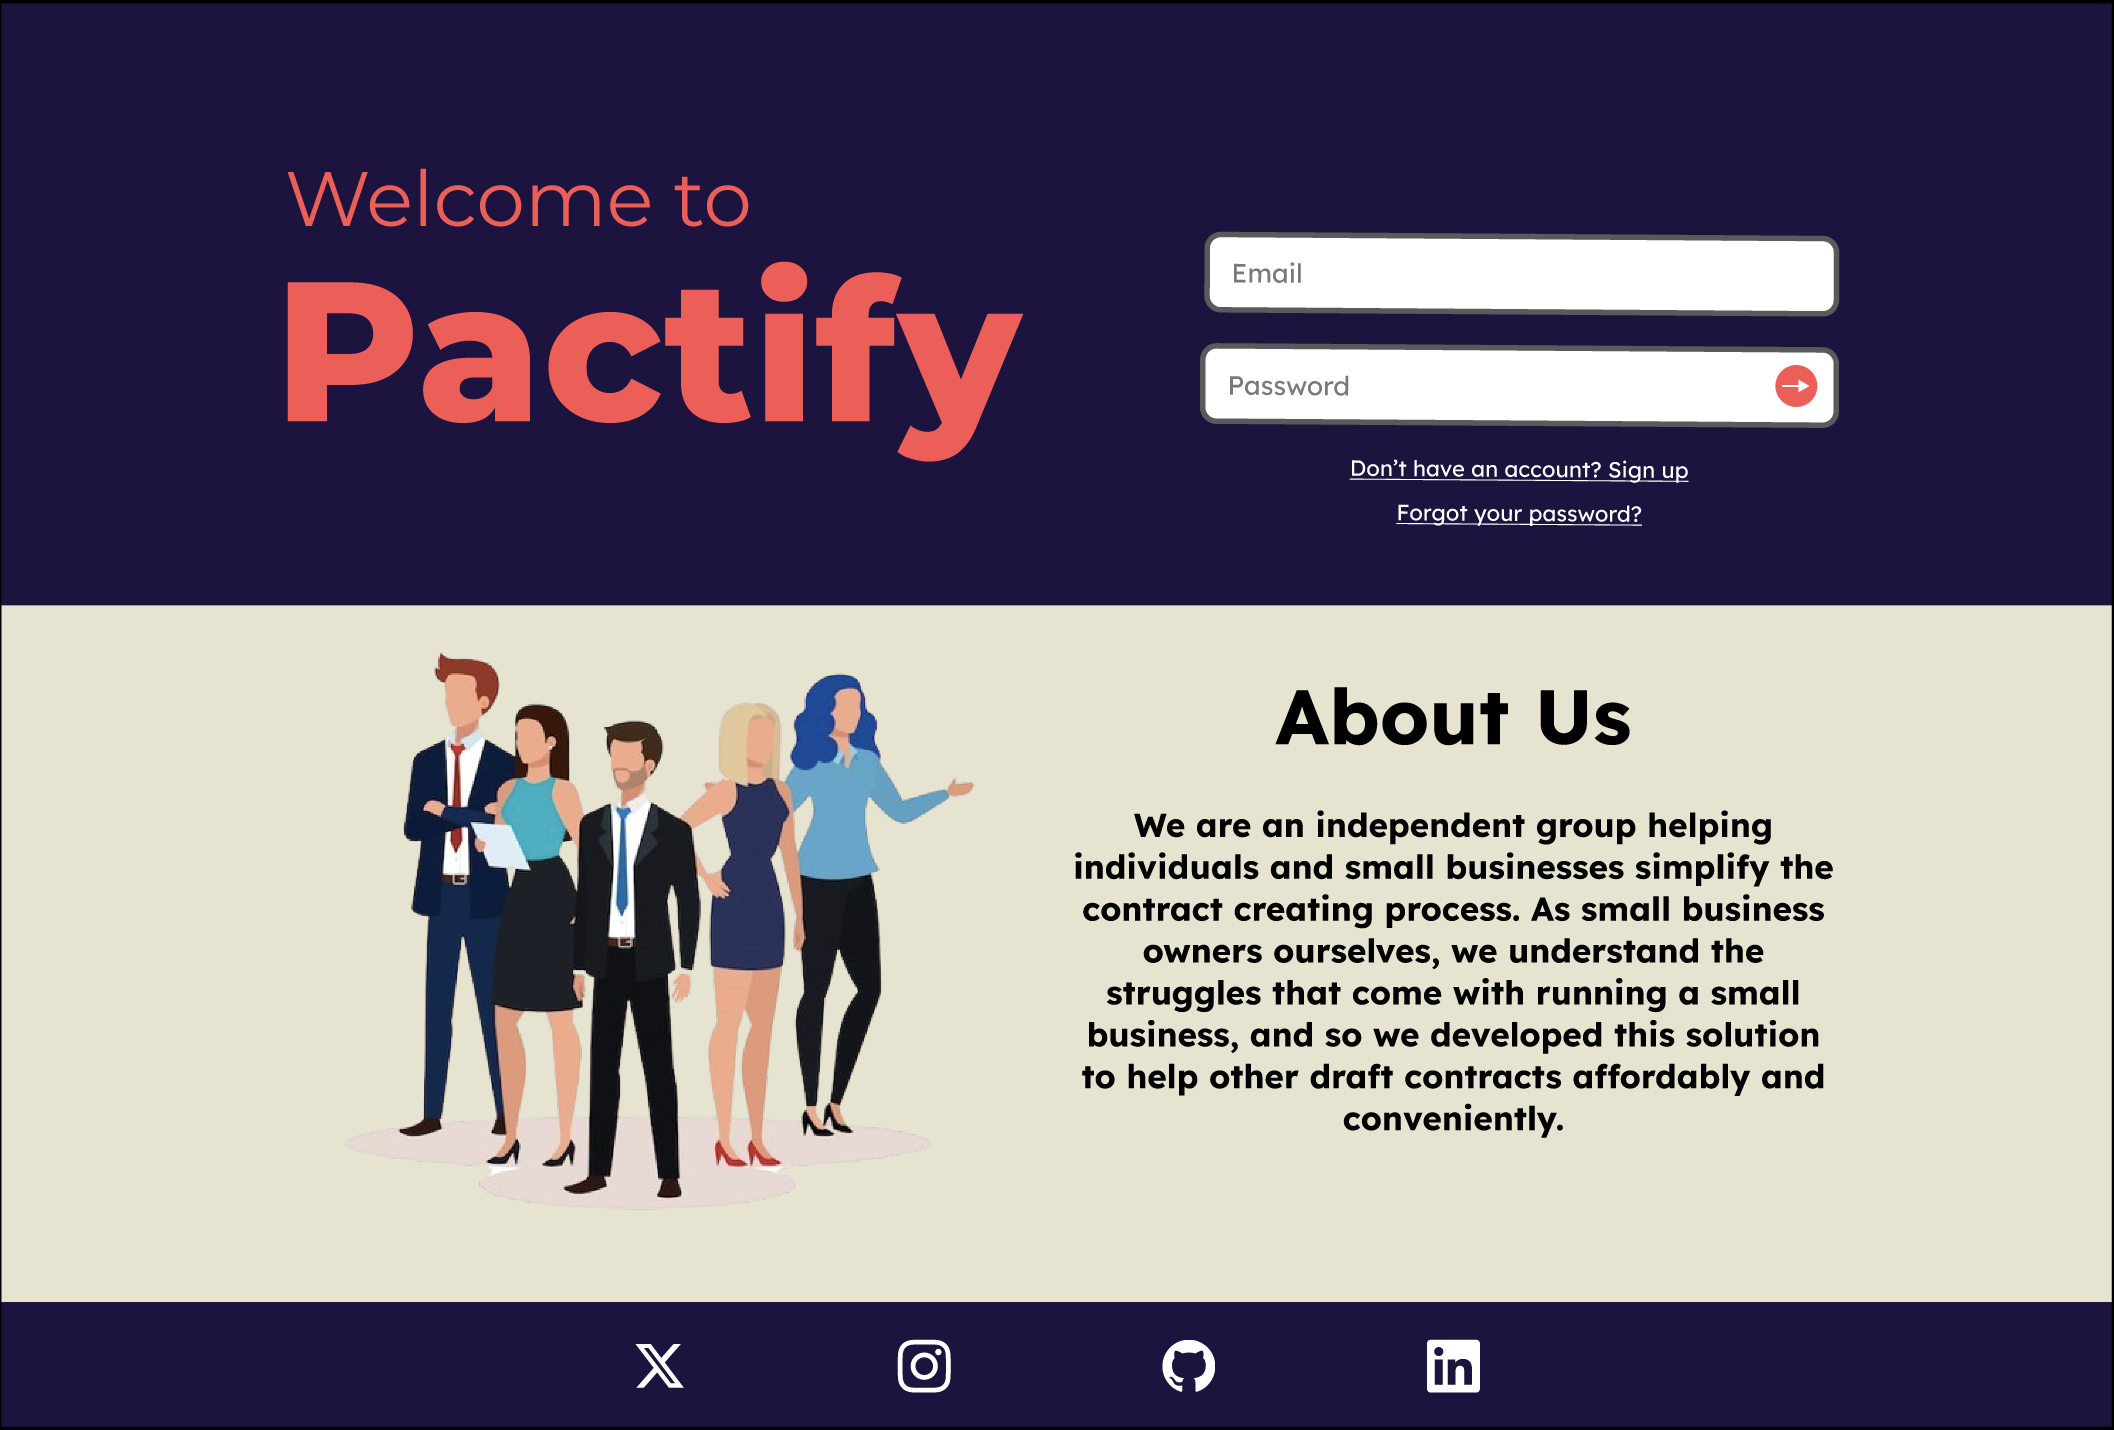 Welcome to
Pactify
Email
Password
Don’t have an account? Sign up
Forgot your password?
About Us
We are an independent group helping
individuals and small businesses simplify the
contract creating process. As small business
owners ourselves, we understand the
struggles that come with running a small
business, and so we developed this solution
to help other draft contracts affordably and
conveniently.